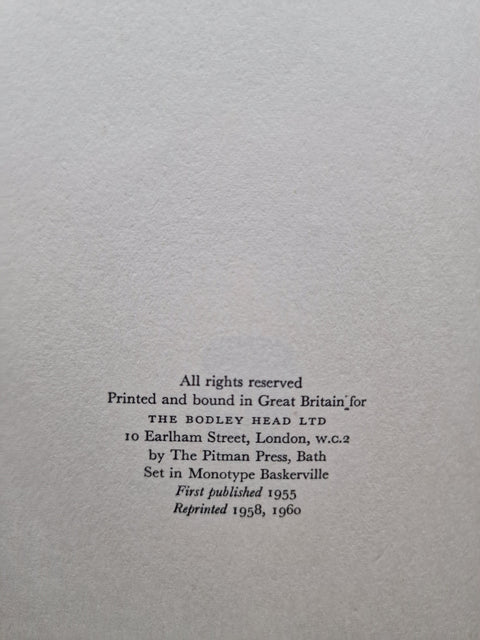 All rights reserved
Printed and bound in Great Britain for
THE BODLEY HEAD LTD
10 Earlham Street, London, W.C.2
by The Pitman Press, Bath
Set in Monotype Baskerville
First published 1955
Reprinted 1958, 1960